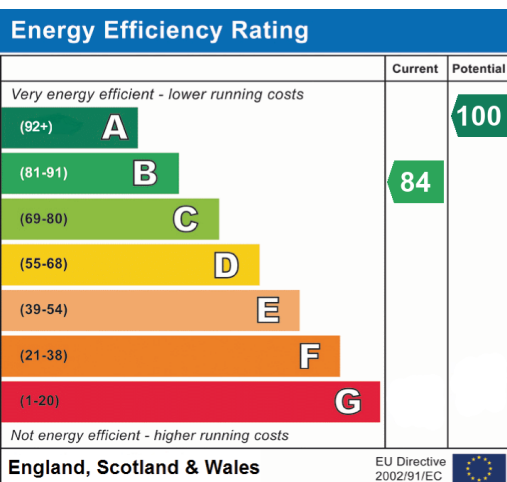 Energy Efficiency Rating
Current Potential
Very energy efficient - lower running costs
(92+) A 100
(81-91) B 84
(69-80) C
(55-68) D
(39-54) E
(21-38) F
(1-20) G
Not energy efficient - higher running costs
England, Scotland & Wales
EU Directive
2002/91/EC